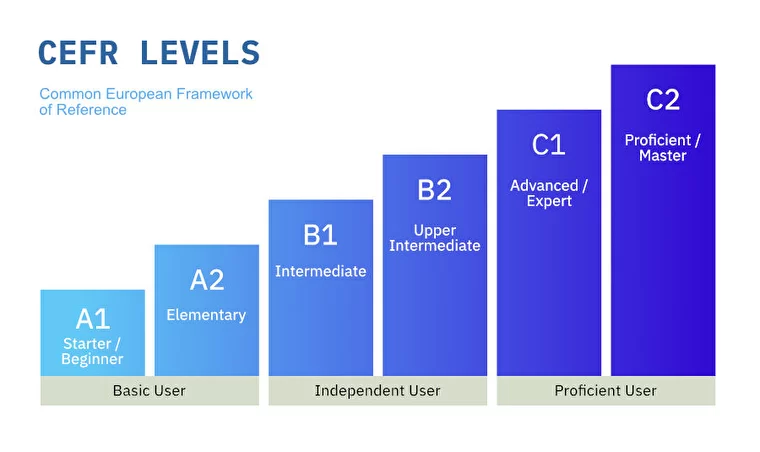 CEFR LEVELS
Common European Framework
of Reference
A1
Starter /
Beginner
A2
Elementary
B1
Intermediate
B2
Upper
Intermediate
C1
Advanced /
Expert
C2
Proficient /
Master
Basic User
Independent User
Proficient User